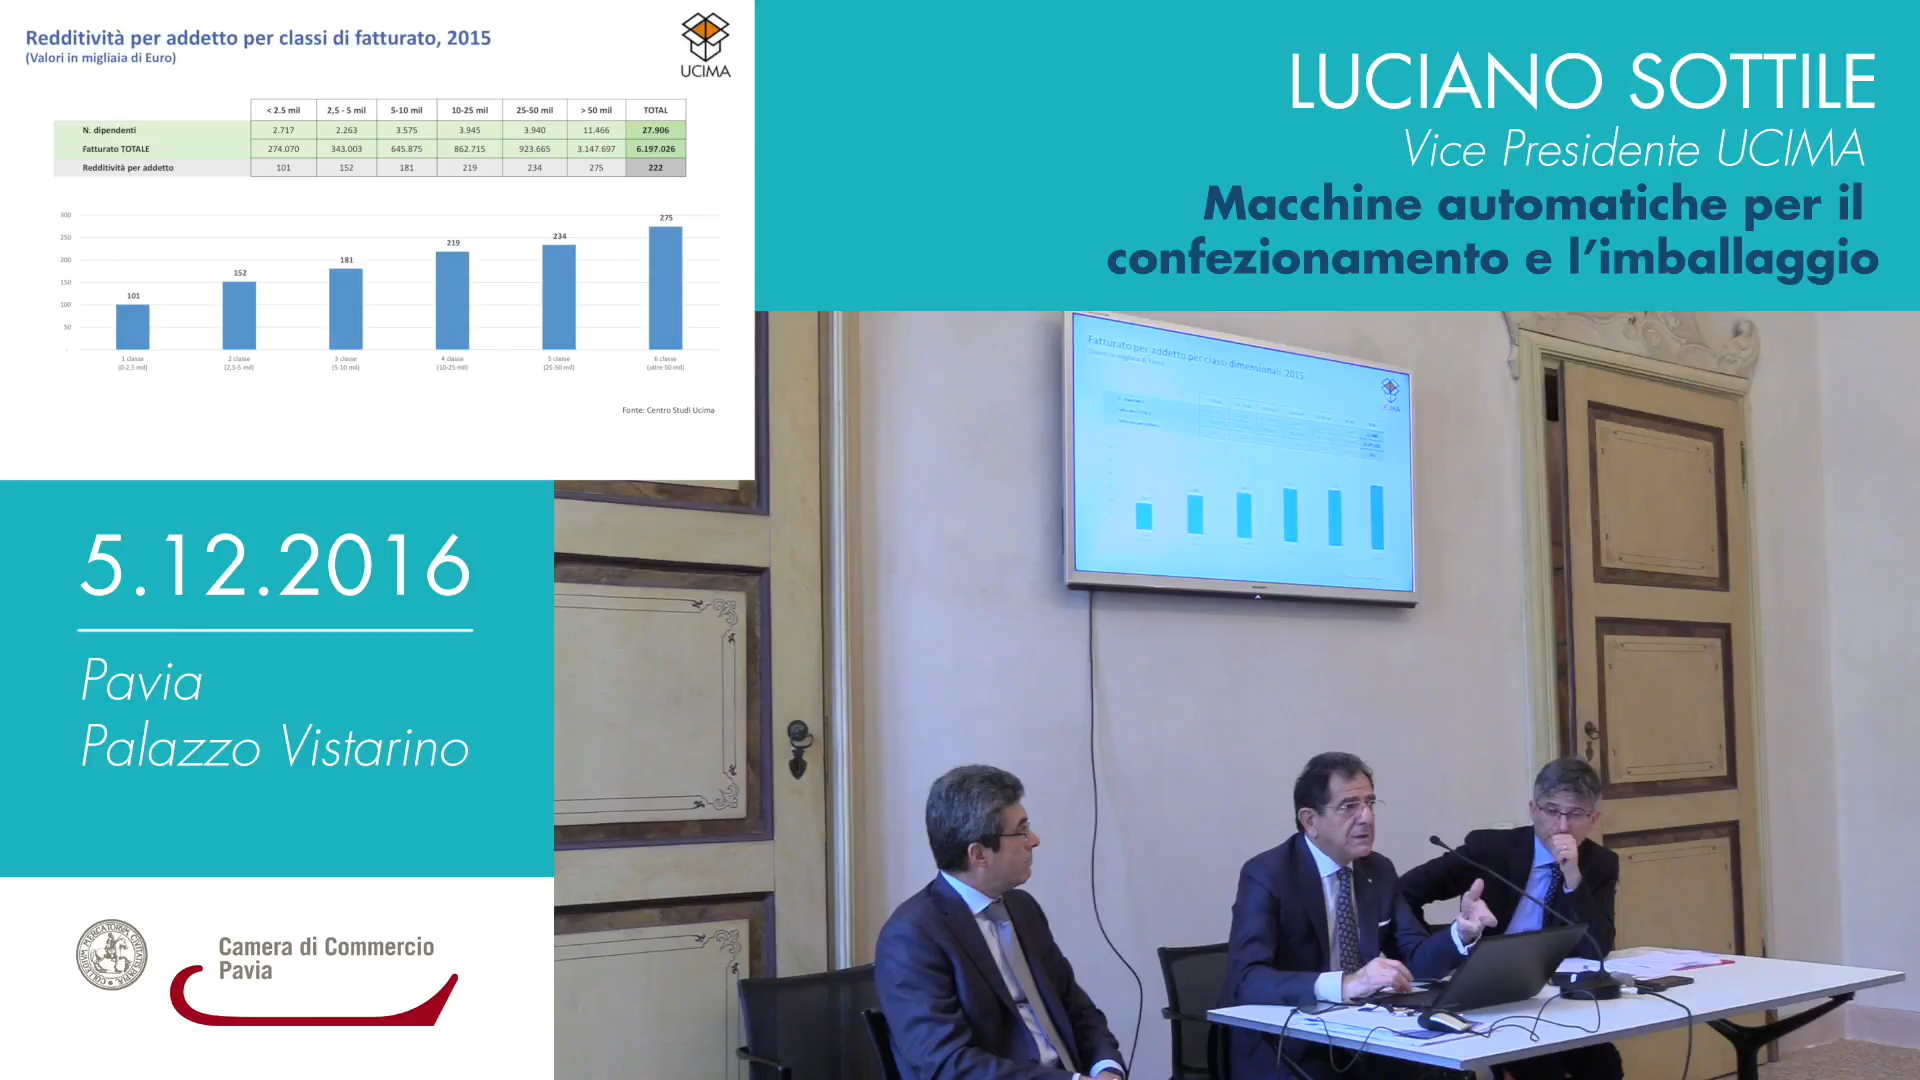 Redditività per addetto per classi di fatturato, 2015
(Valori in migliaia di Euro)
UCIMA
< 2.5 mil 2,5 - 5 mil 5-10 mil 10-25 mil 25-50 mil > 50 mil TOTAL
N. dipendenti 2.717 2.263 3.575 3.945 3.940 11.466 27.906
Fatturato TOTALE 274.070 343.003 645.875 862.715 923.665 3.147.697 6.197.026
Redditività per addetto 101 152 181 219 234 275 222
300
250
200
150
100
50
-
101 152 181 219 234 275
1 classe 2 classe 3 classe 4 classe 5 classe 6 classe
(0-2,5 mil) (2,5-5 mil) (5-10 mil) (10-25 mil) (25-50 mil) (oltre 50 mil)
Fonte: Centro Studi Ucima
LUCIANO SOTTILE
Vice Presidente UCIMA
Macchine automatiche per il
confezionamento e l'imballaggio
Fatturato per addetto per classi dimensionali, 2015
(Valori in migliaia di Euro)
UCIMA
5.12.2016
Pavia
Palazzo Vistarino
Camera di Commercio
Pavia